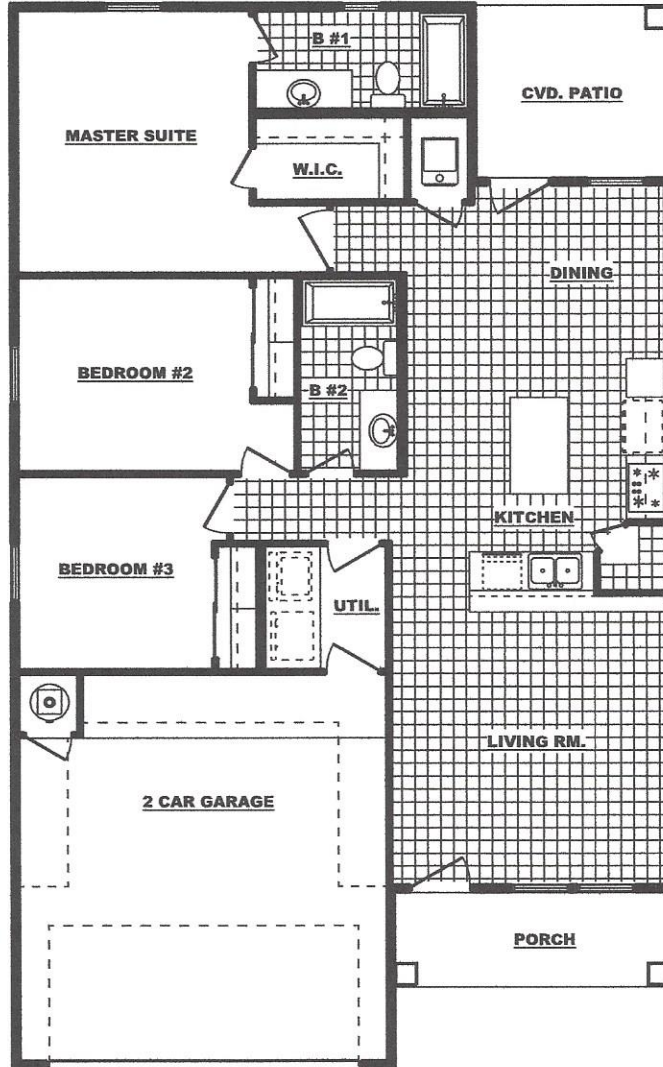 B #1
CVD. PATIO
MASTER SUITE
W.I.C.
DINING
BEDROOM #2
B #2
KITCHEN
BEDROOM #3
UTIL.
LIVING RM.
2 CAR GARAGE
PORCH